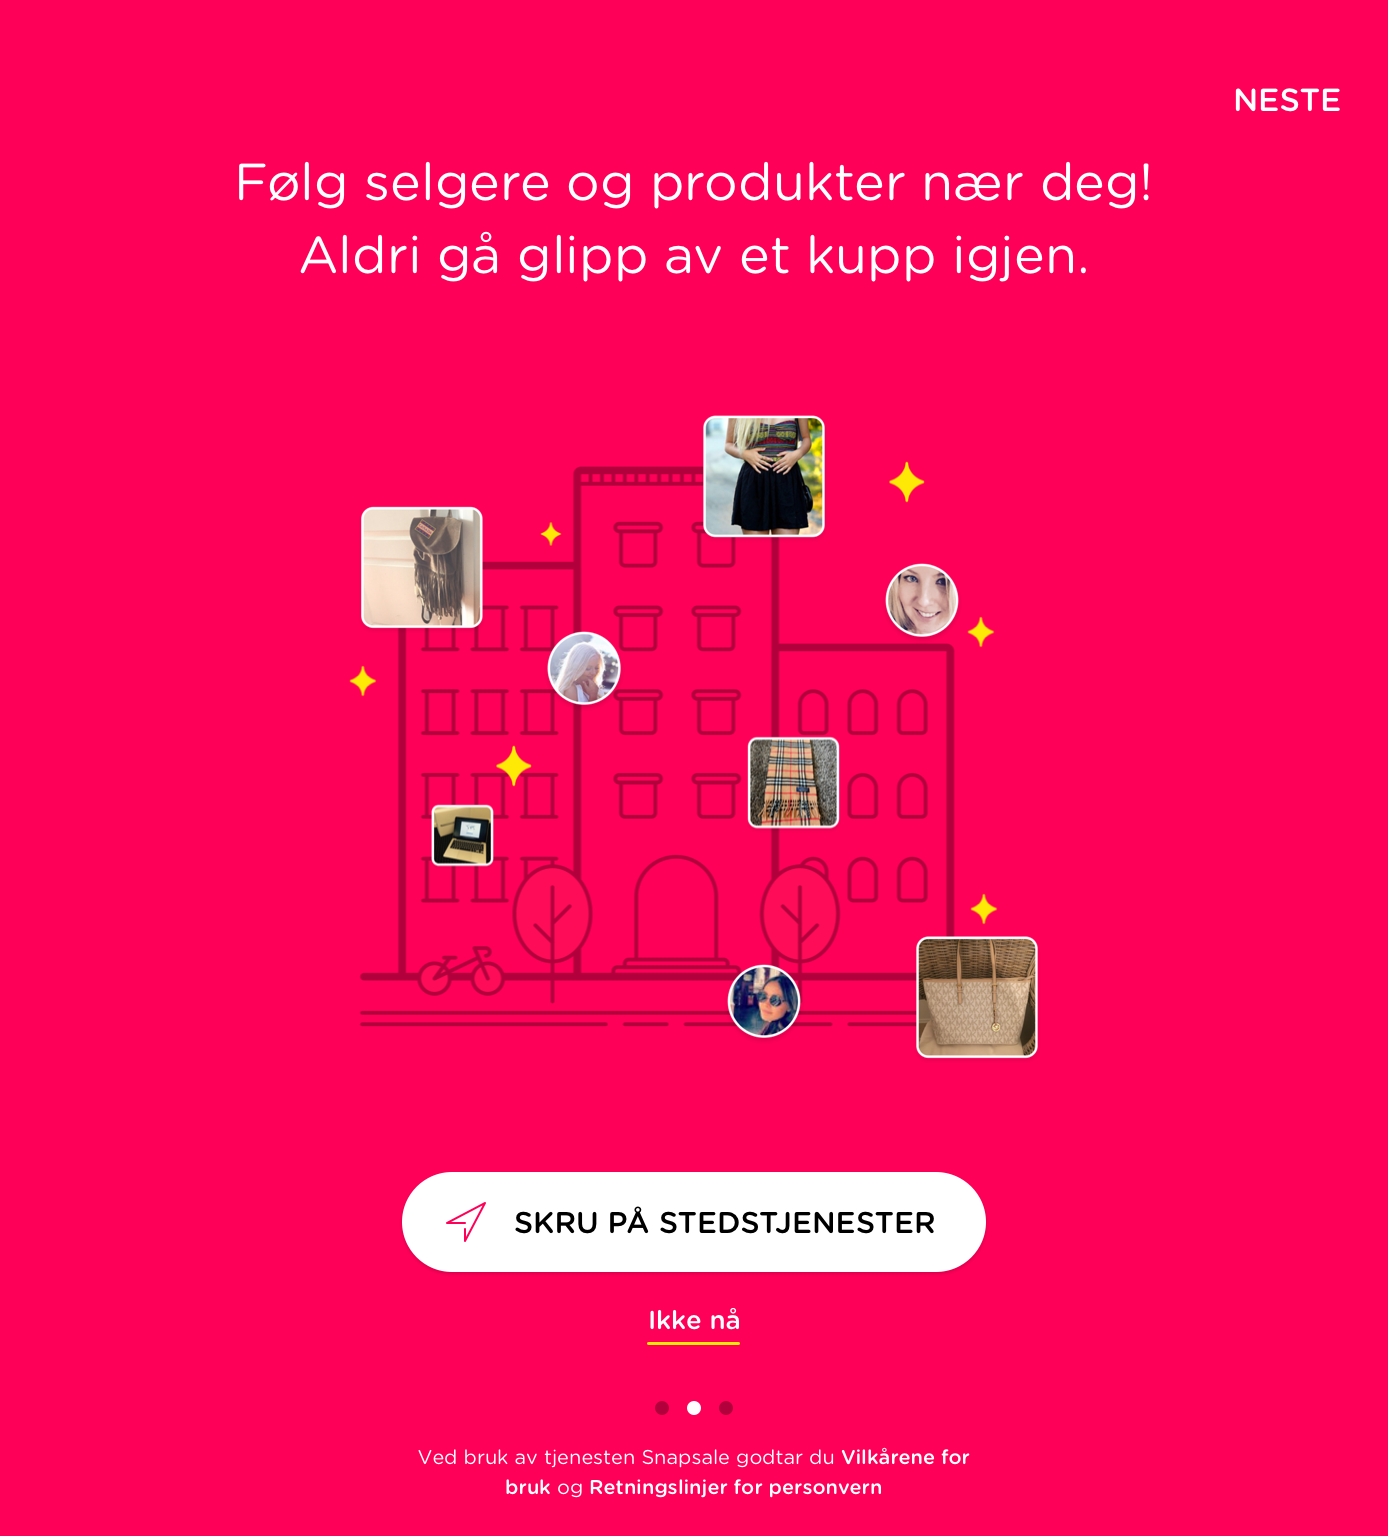 NESTE
Følg selgere og produkter nær deg!
Aldri gå glipp av et kupp igjen.
SKRU PÅ STEDSTJENESTER
Ikke nå
Ved bruk av tjenesten Snapsale godtar du Vilkårene for
bruk og Retningslinjer for personvern